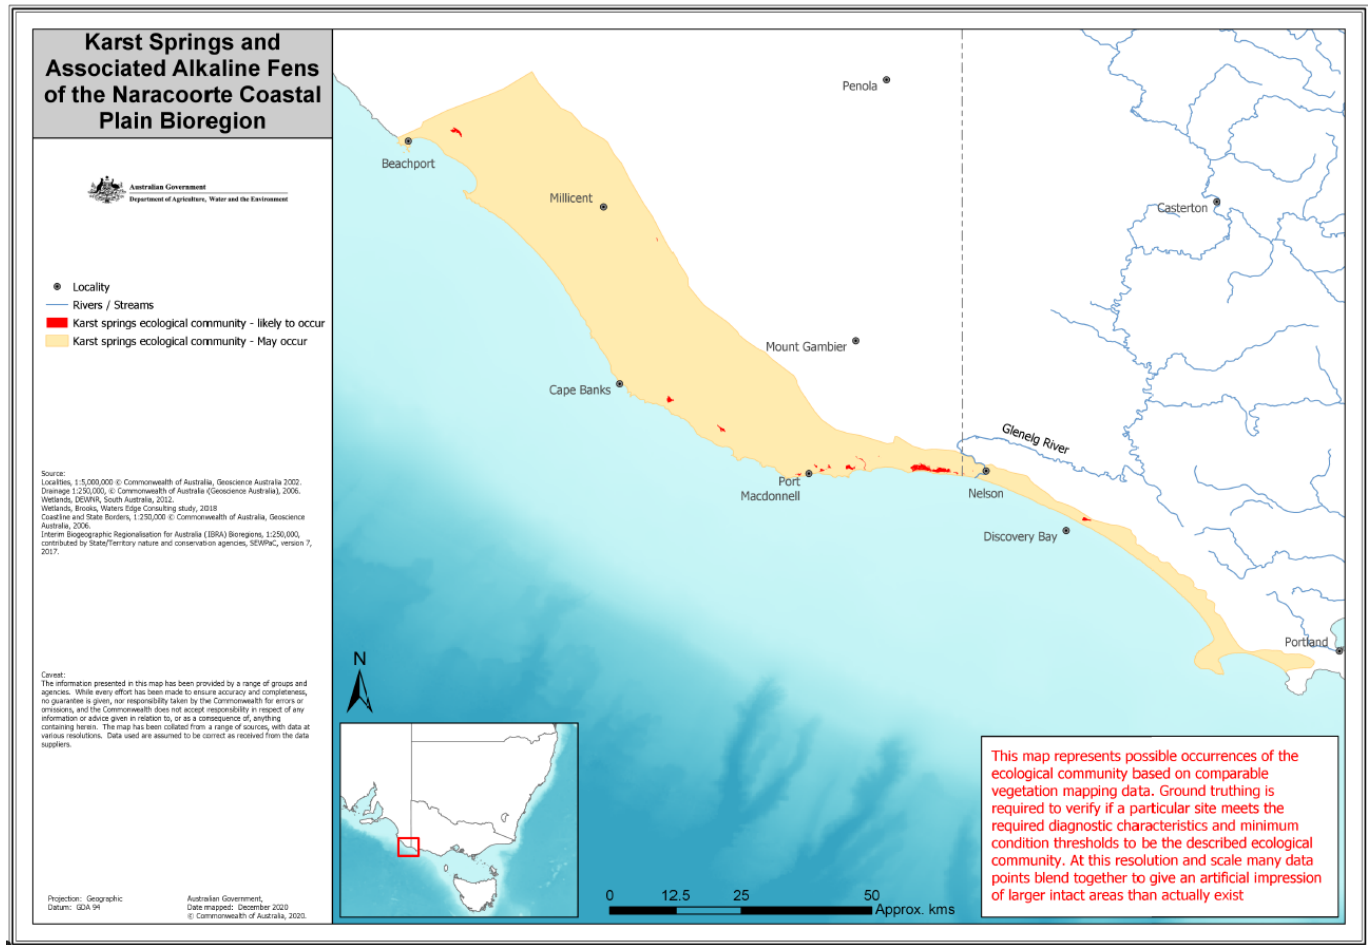 Karst Springs and
Associated Alkaline Fens
of the Naracoorte Coastal
Plain Bioregion
Australian Government
Department of Agriculture, Water and the Environment
Locality
Rivers / Streams
Karst springs ecological community - likely to occur
Karst springs ecological community - May occur
Source:
Localities, 1:5,000,000 © Commonwealth of Australia, Geoscience Australia 2002.
Drainage 1:250,000, © Commonwealth of Australia (Geoscience Australia), 2006.
Wetlands, DEWNR, South Australia, 2012.
Wetlands, Brooks, Waters Edge Consulting study, 2018
Coastline and State Borders, 1:250,000 © Commonwealth of Australia, Geoscience
Australia, 2006.
Interim Biogeographic Regionalisation for Australia (IBRA) Bioregions, 1:250,000,
contributed by State/Territory nature and conservation agencies, SEWPaC, version 7,
2017.
Caveat:
The information presented in this map has been provided by a range of groups and
agencies. While every effort has been made to ensure accuracy and completeness,
no guarantee is given, nor responsibility taken by the Commonwealth for errors or
omissions, and the Commonwealth does not accept responsibility in respect of any
information or advice given in relation to, or as a consequence of, anything
containing herein. The map has been collated from a range of sources, with data at
various resolutions. Data used are assumed to be correct as received from the data
suppliers.
Projection: Geographic
Datum: GDA 94
Australian Government,
Date mapped: December 2020
© Commonwealth of Australia, 2020.
Penola
Beachport
Millicent
Casterton
Mount Gambier
Cape Banks
Glenelg River
Port
Macdonnell
Nelson
Discovery Bay
Portland
N
0 12.5 25 50
Approx. kms
This map represents possible occurrences of the
ecological community based on comparable
vegetation mapping data. Ground truthing is
required to verify if a particular site meets the
required diagnostic characteristics and minimum
condition thresholds to be the described ecological
community. At this resolution and scale many data
points blend together to give an artificial impression
of larger intact areas than actually exist